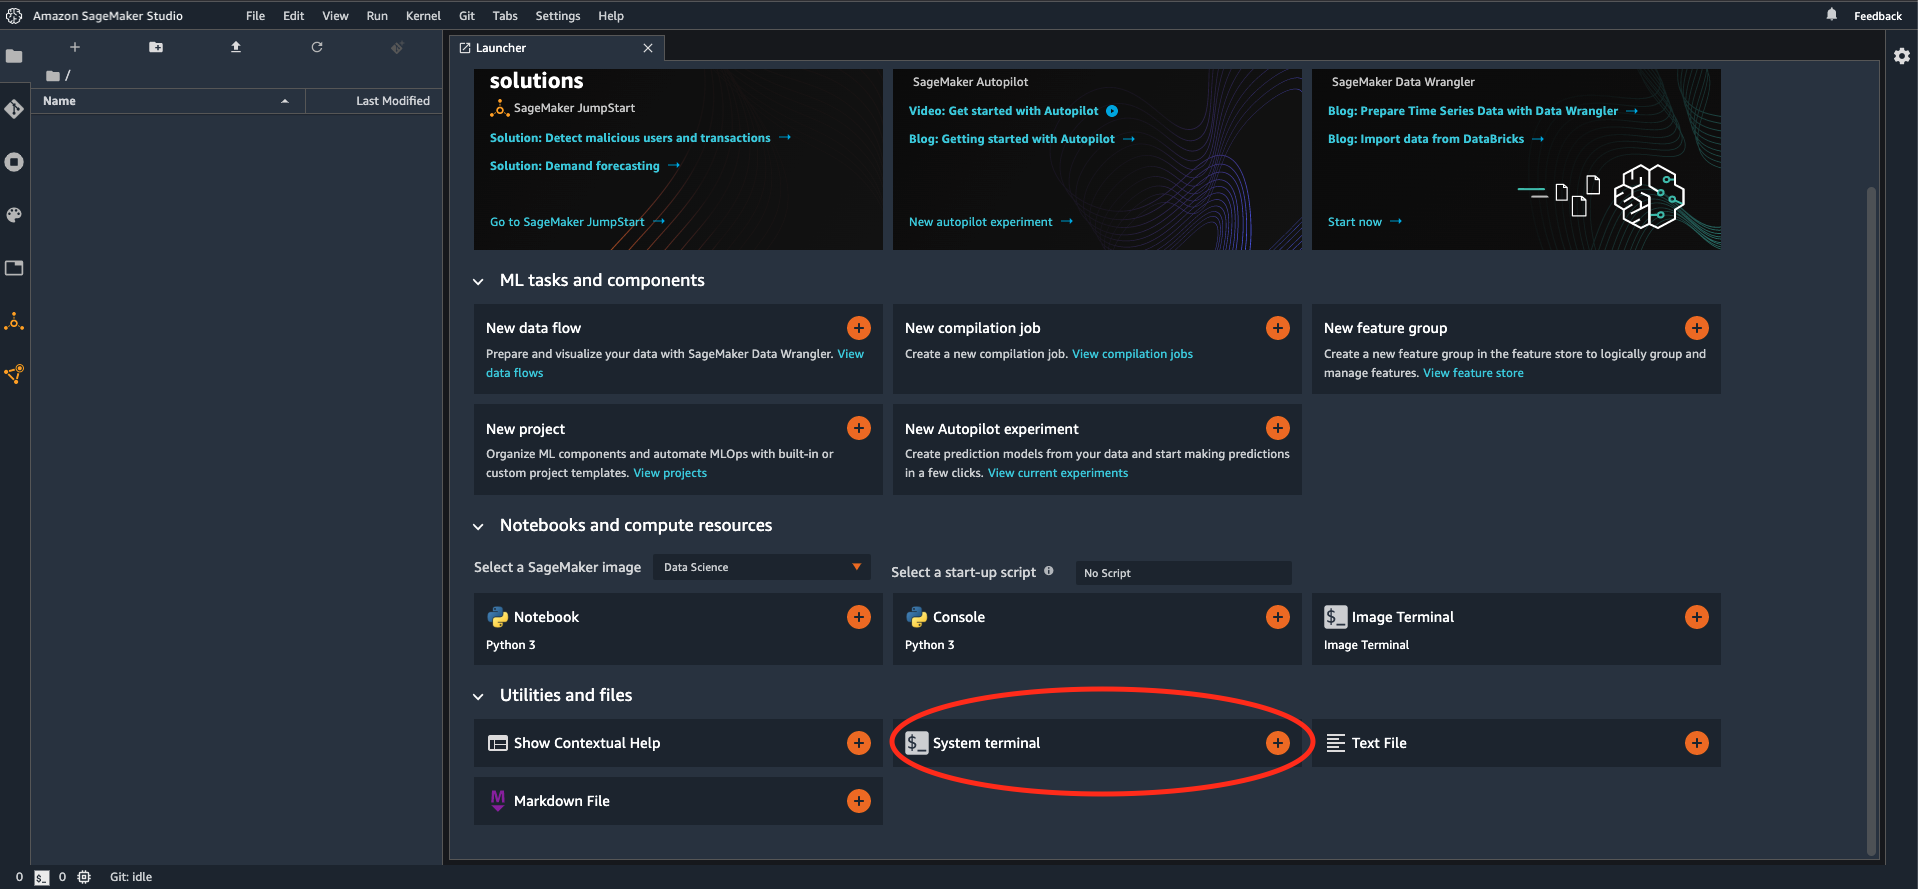 Amazon SageMaker Studio File Edit View Run Kernel Git Tabs Settings Help Feedback
/
Name Last Modified
Launcher
solutions
SageMaker JumpStart
Solution: Detect malicious users and transactions →
Solution: Demand forecasting →
Go to SageMaker JumpStart →
SageMaker Autopilot
Video: Get started with Autopilot
Blog: Getting started with Autopilot →
New autopilot experiment →
SageMaker Data Wrangler
Blog: Prepare Time Series Data with Data Wrangler →
Blog: Import data from DataBricks →
Start now →
ML tasks and components
New data flow
Prepare and visualize your data with SageMaker Data Wrangler. View
data flows
New compilation job
Create a new compilation job. View compilation jobs
New feature group
Create a new feature group in the feature store to logically group and
manage features. View feature store
New project
Organize ML components and automate MLOps with built-in or
custom project templates. View projects
New Autopilot experiment
Create prediction models from your data and start making predictions
in a few clicks. View current experiments
Notebooks and compute resources
Select a SageMaker image Data Science
Select a start-up script No Script
Notebook
Python 3
Console
Python 3
$_ Image Terminal
Image Terminal
Utilities and files
Show Contextual Help
$_ System terminal
Text File
M Markdown File
0 $_ 0 Git: idle